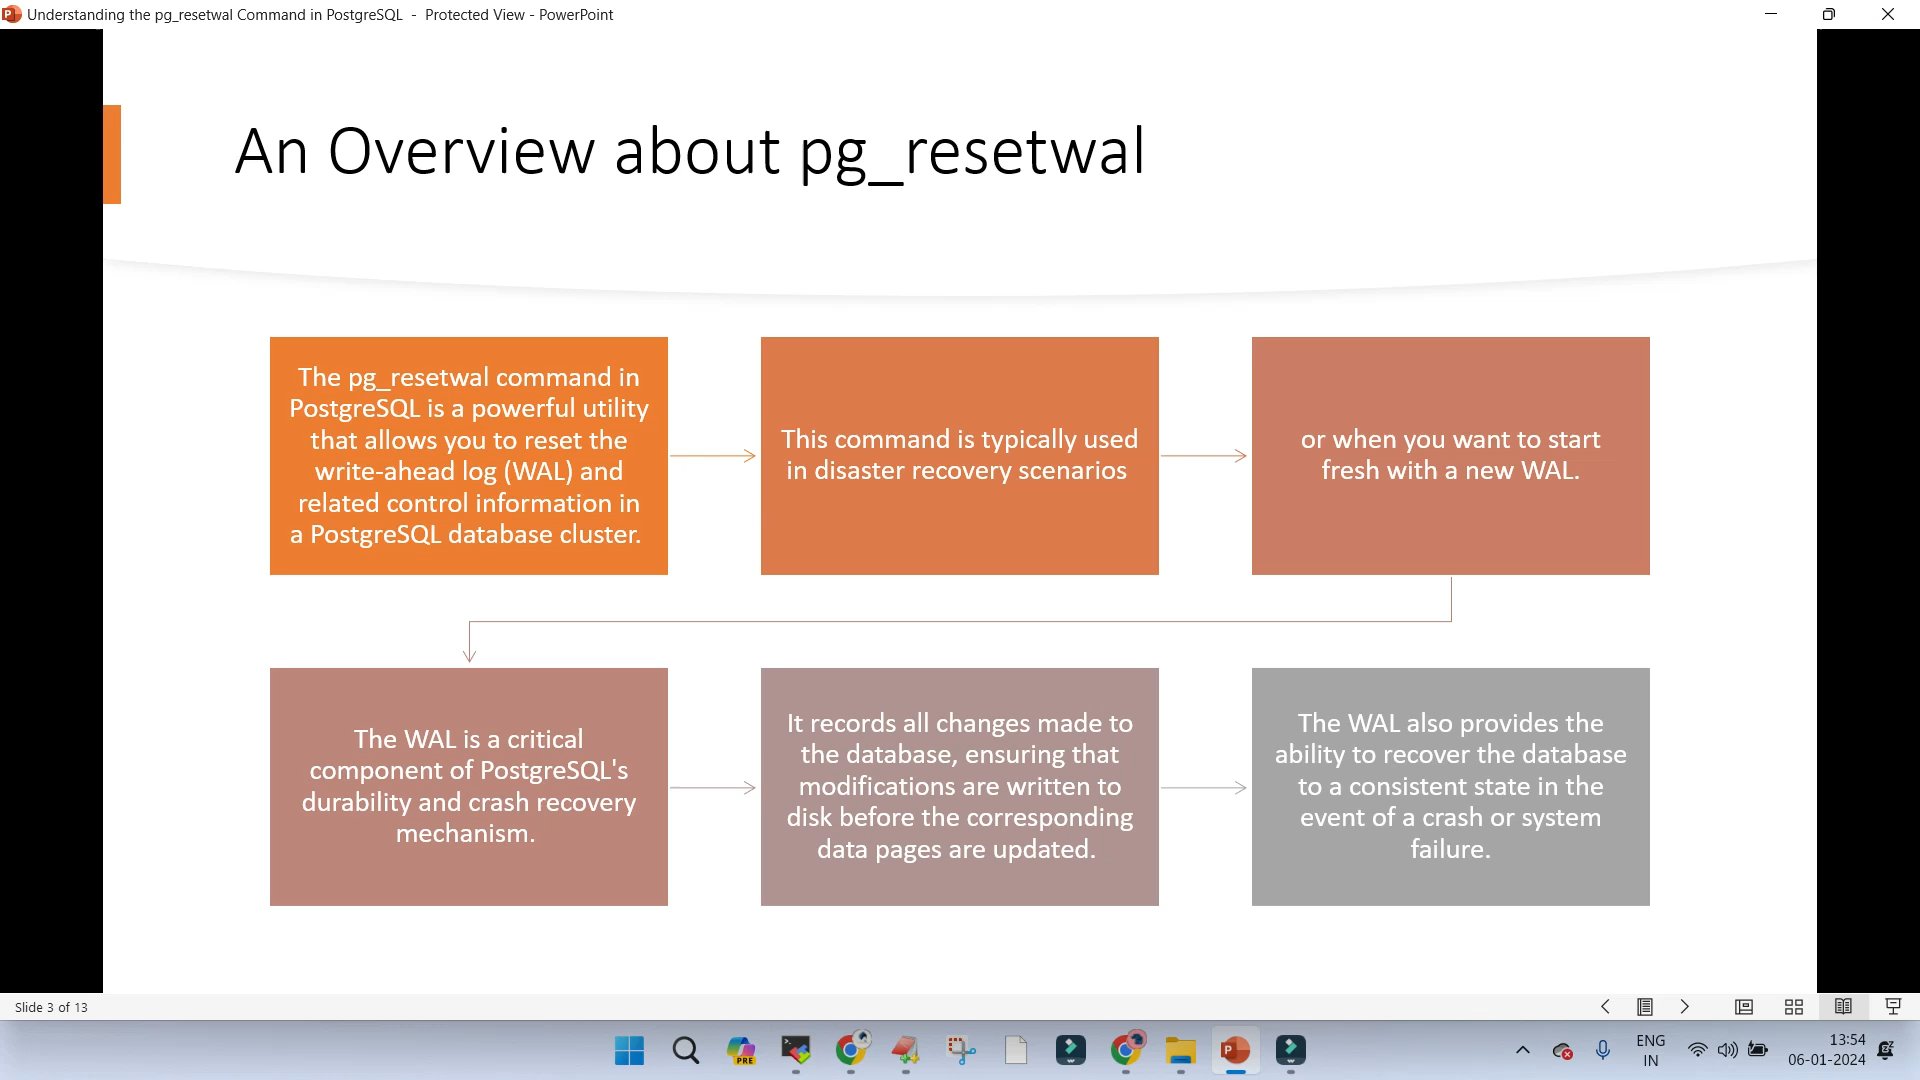 Understanding the pg_resetwal Command in PostgreSQL - Protected View - PowerPoint
An Overview about pg_resetwal
The pg_resetwal command in
PostgreSQL is a powerful utility
that allows you to reset the
write-ahead log (WAL) and
related control information in
a PostgreSQL database cluster.
This command is typically used
in disaster recovery scenarios
or when you want to start
fresh with a new WAL.
The WAL is a critical
component of PostgreSQL's
durability and crash recovery
mechanism.
It records all changes made to
the database, ensuring that
modifications are written to
disk before the corresponding
data pages are updated.
The WAL also provides the
ability to recover the database
to a consistent state in the
event of a crash or system
failure.
Slide 3 of 13
PRE
ENG
IN
13:54
06-01-2024